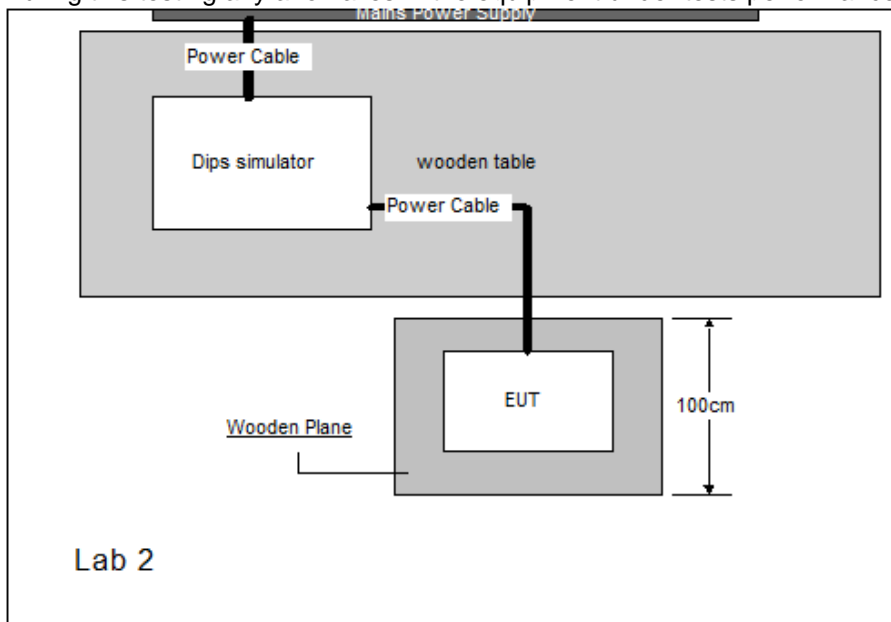 Mains Power Supply
Power Cable
Dips simulator
wooden table
Power Cable
EUT
100cm
Wooden Plane
Lab 2